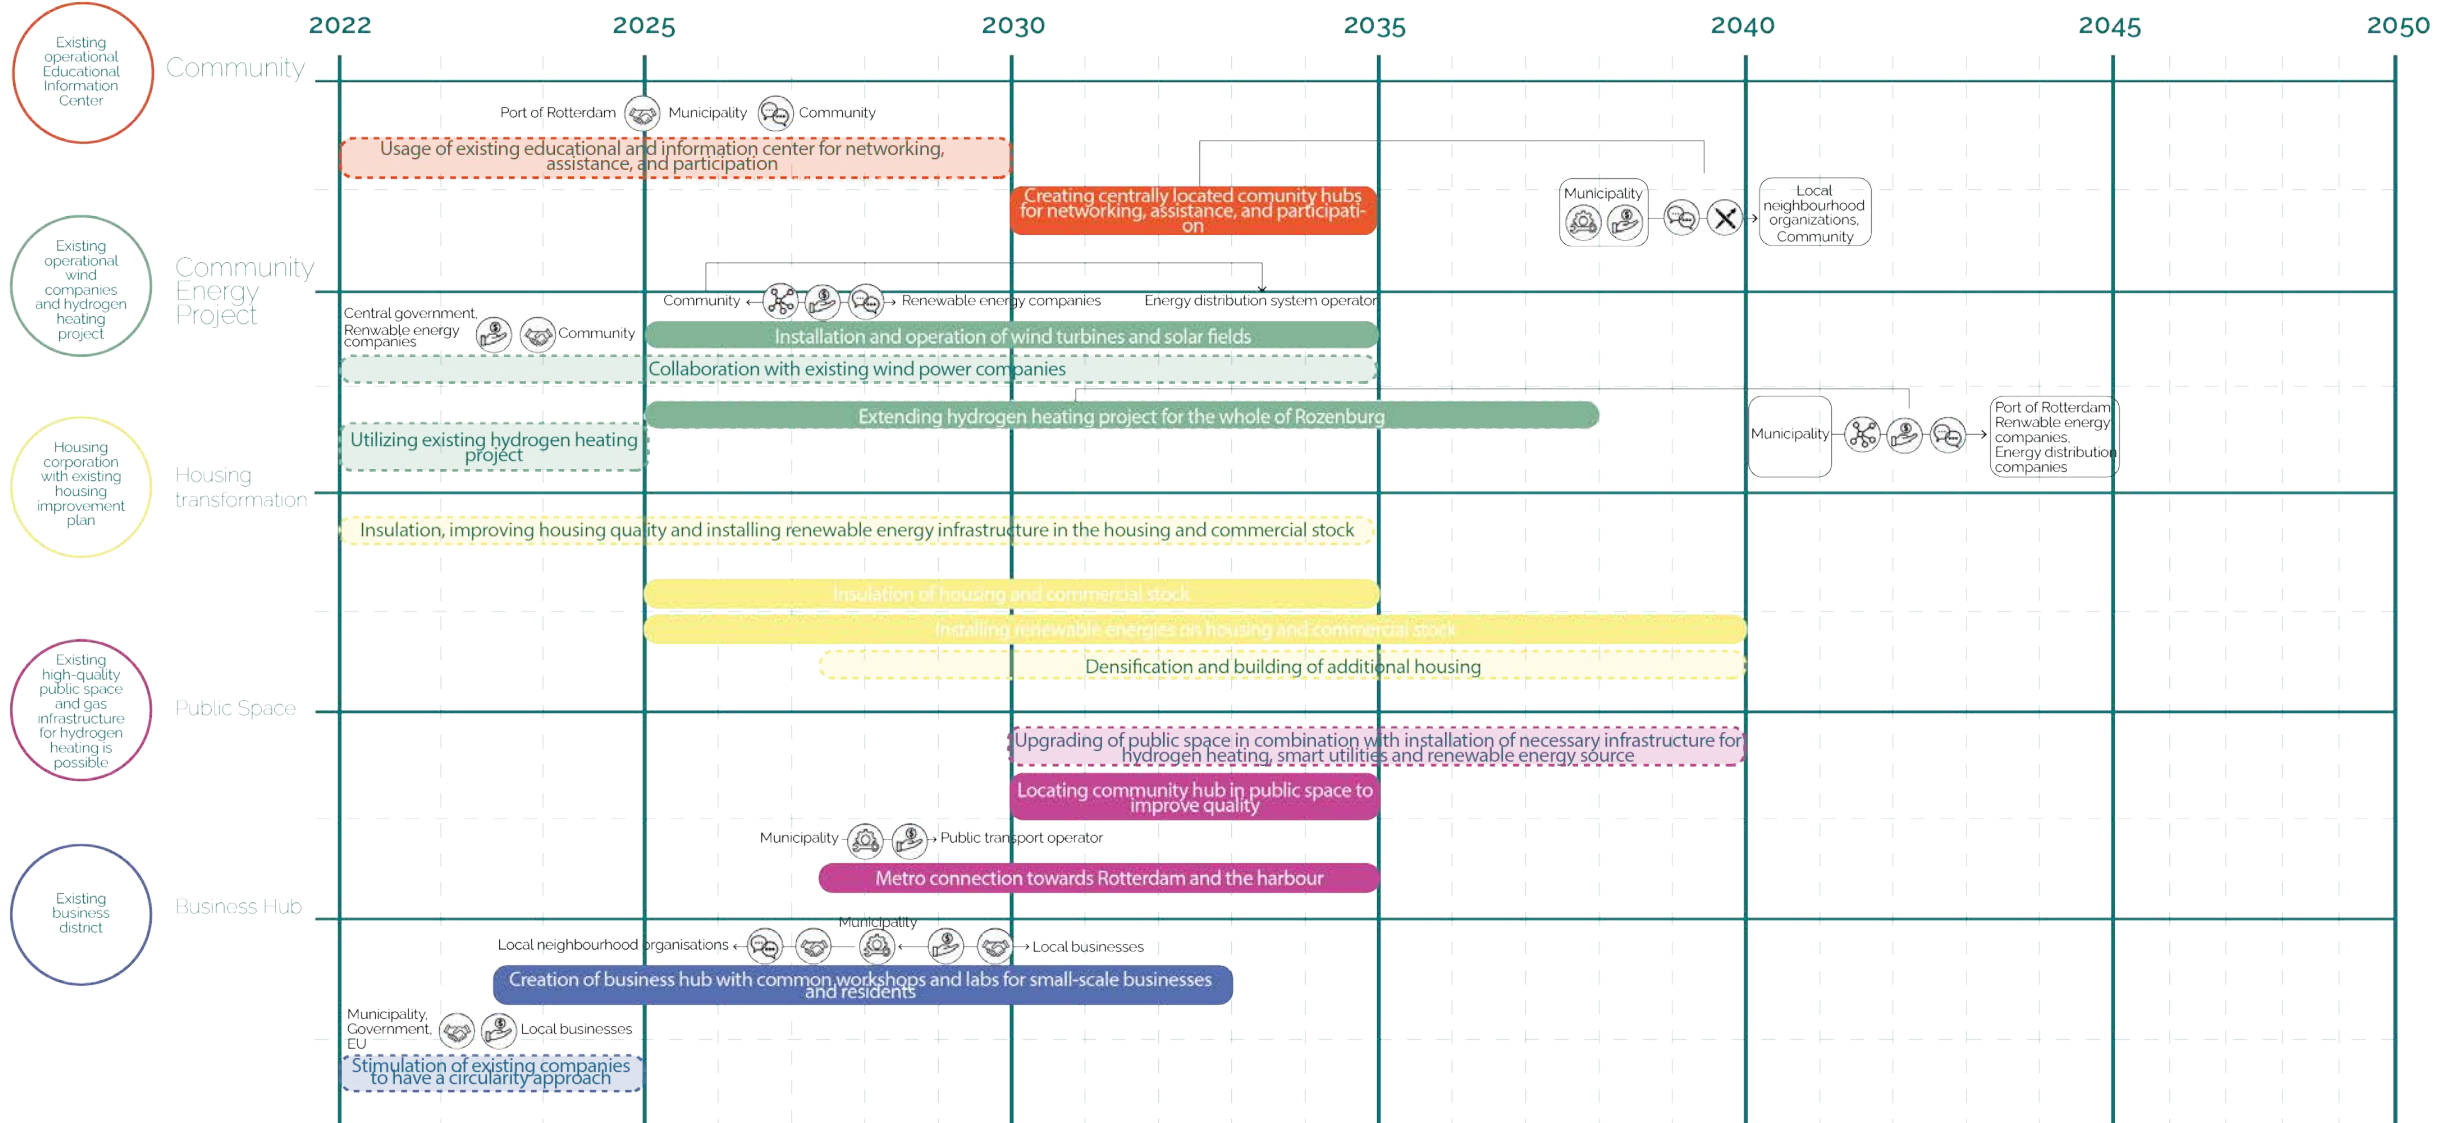 2022 2025 2030 2035 2040 2045 2050
Existing
operational
Educational
Information
Center
Community
Port of Rotterdam
Municipality
Community
Usage of existing educational and information center for networking,
assistance, and participation
Creating centrally located comunity hubs
for networking, assistance, and participati-
on
Municipality
Local
neighbourhood
organizations,
Community
Existing
operational
wind
companies
and hydrogen
heating
project
Community
Energy
Project
Community
Renewable energy companies
Energy distribution system operator
Central government,
Renwable energy
companies
Community
Installation and operation of wind turbines and solar fields
Collaboration with existing wind power companies
Extending hydrogen heating project for the whole of Rozenburg
Utilizing existing hydrogen heating
project
Municipality
Port of Rotterdam
Renwable energy
companies,
Energy distribution
companies
Housing
corporation
with existing
housing
improvement
plan
Housing
transformation
Insulation, improving housing quality and installing renewable energy infrastructure in the housing and commercial stock
Insulation of housing and commercial stock
Installing renewable energies on housing and commercial stock
Densification and building of additional housing
Existing
high-quality
public space
and gas
infrastructure
for hydrogen
heating is
possible
Public Space
Upgrading of public space in combination with installation of necessary infrastructure for
hydrogen heating, smart utilities and renewable energy source
Locating community hub in public space to
improve quality
Municipality
Public transport operator
Metro connection towards Rotterdam and the harbour
Existing
business
district
Business Hub
Municipality
Local neighbourhood organisations
Local businesses
Creation of business hub with common workshops and labs for small-scale businesses
and residents
Municipality,
Government,
EU
Local businesses
Stimulation of existing companies
to have a circularity approach